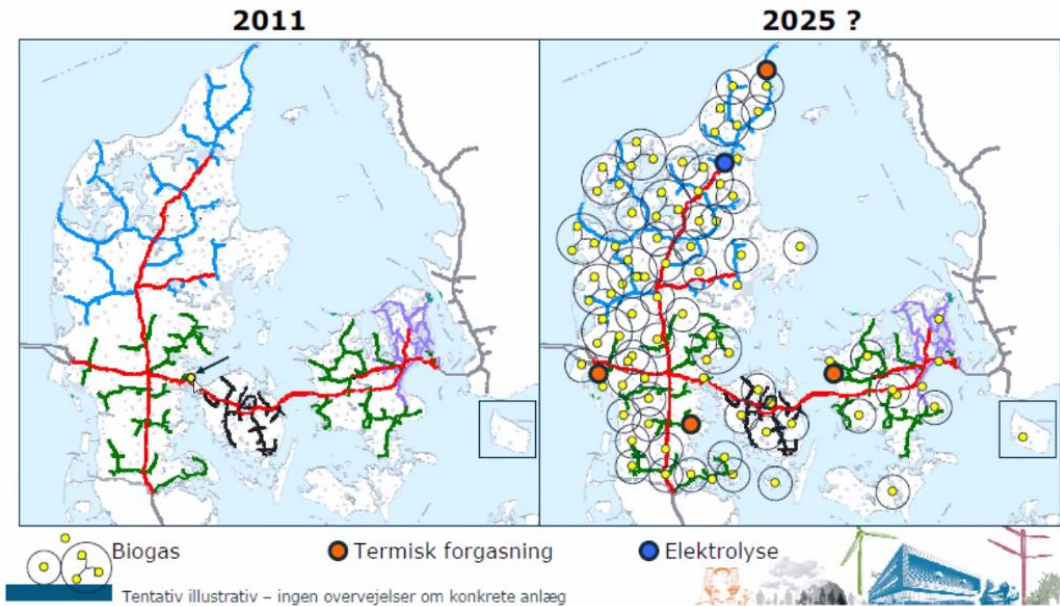 2011
2025 ?
Biogas
Termisk forgasning
Elektrolyse
Tentativ illustrativ – ingen overvejelser om konkrete anlæg